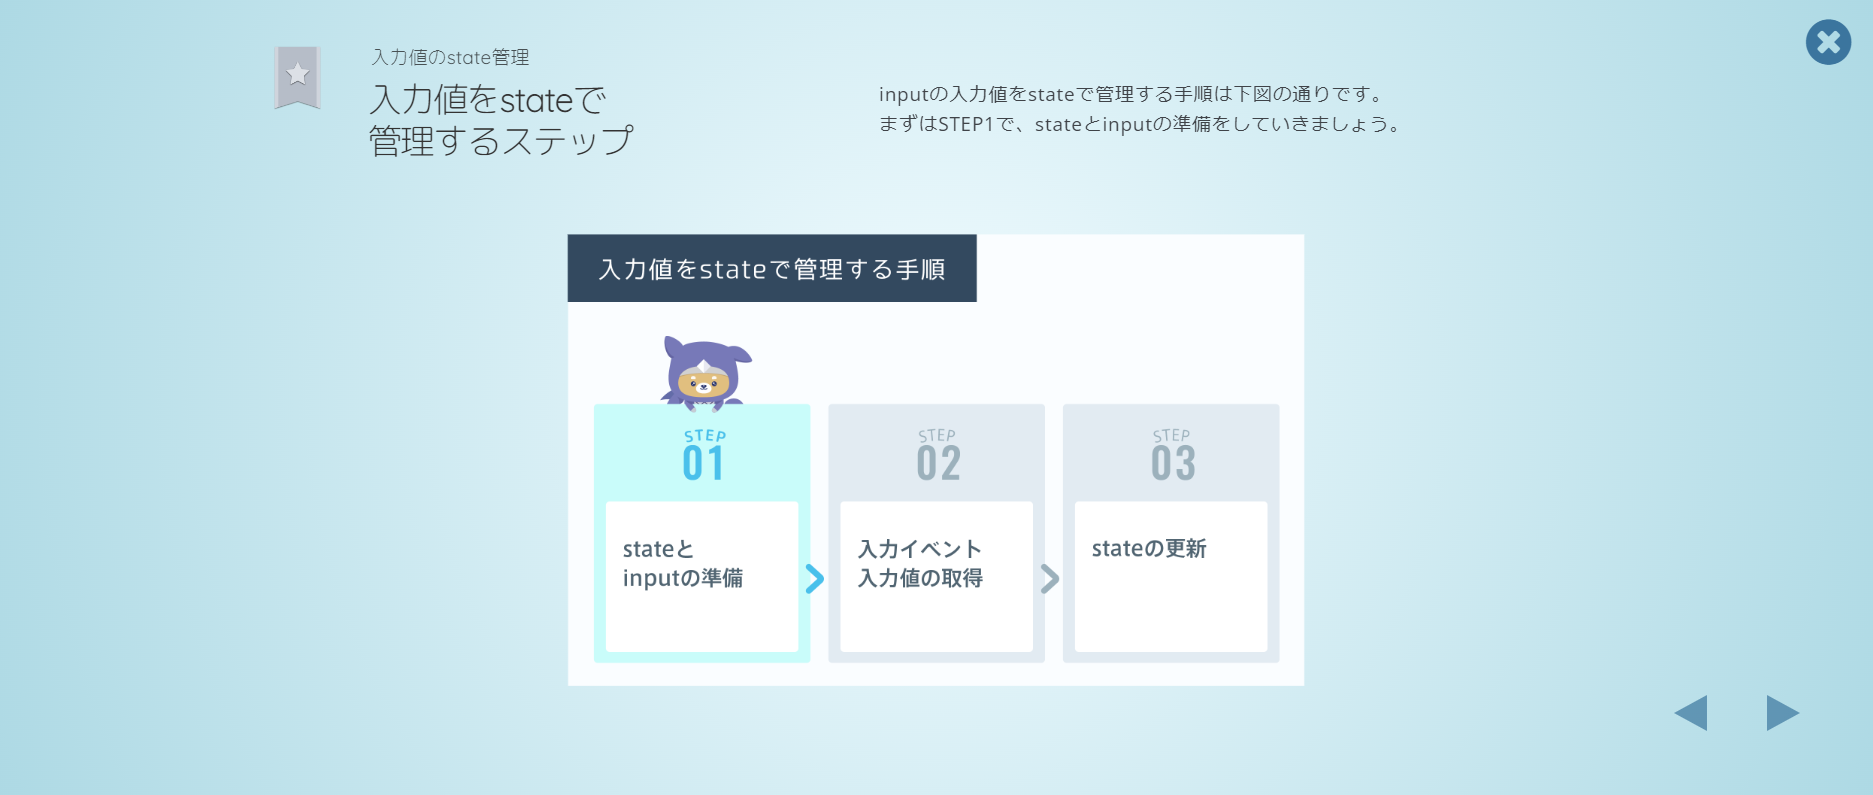 入力値のstate管理
入力値をstateで
管理するステップ
inputの入力値をstateで管理する手順は下図の通りです。
まずはSTEP1で、stateとinputの準備をしていきましょう。
入力値をstateで管理する手順
STEP
01
stateと
inputの準備
STEP
02
入力イベント
入力値の取得
STEP
03
stateの更新